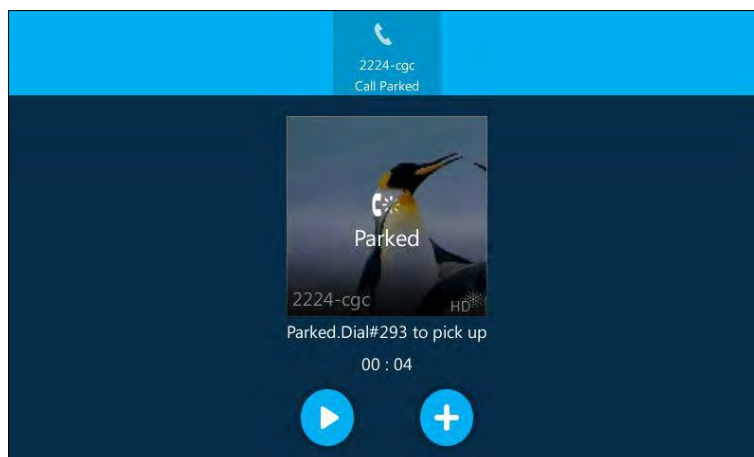 2224-cgc
Call Parked
Parked
2224-cgc
HD
Parked.Dial#293 to pick up
00 : 04